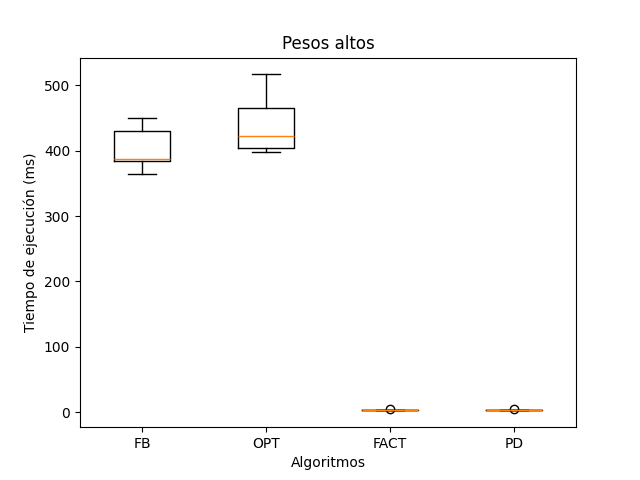 Pesos altos
Tiempo de ejecución (ms)
500
400
300
200
100
0
FB OPT FACT PD
Algoritmos